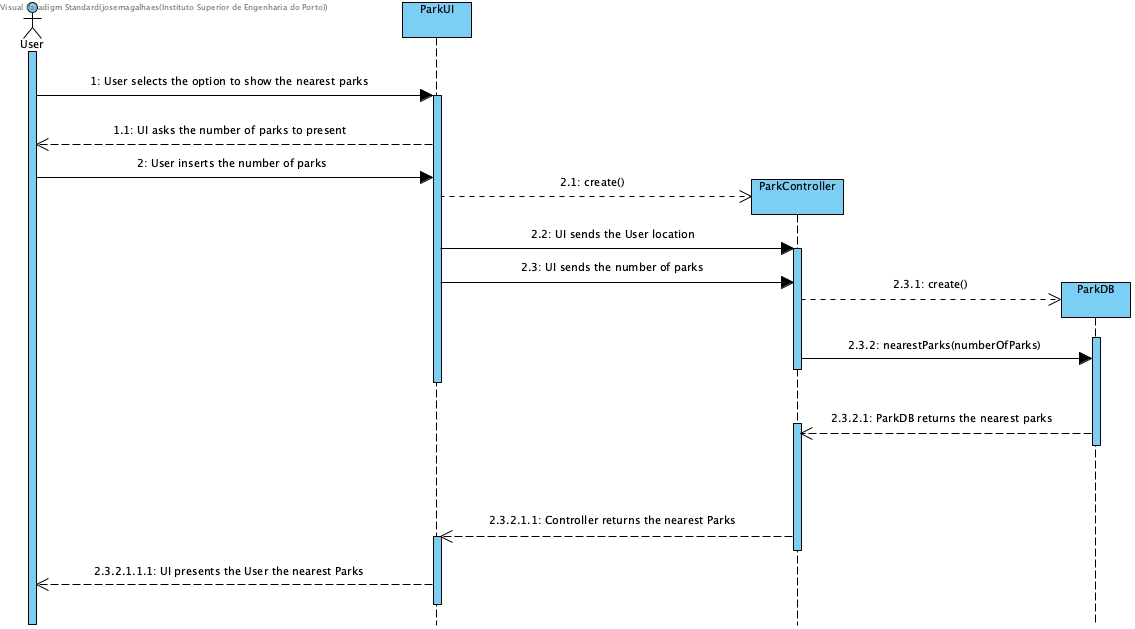 Visual Paradigm Standard(josemagalhaes(Instituto Superior de Engenharia do Porto))
ParkUI
User
1: User selects the option to show the nearest parks
1.1: UI asks the number of parks to present
2: User inserts the number of parks
2.1: create()
ParkController
2.2: UI sends the User location
2.3: UI sends the number of parks
2.3.1: create()
ParkDB
2.3.2: nearestParks(numberOfParks)
2.3.2.1: ParkDB returns the nearest parks
2.3.2.1.1: Controller returns the nearest Parks
2.3.2.1.1.1: UI presents the User the nearest Parks